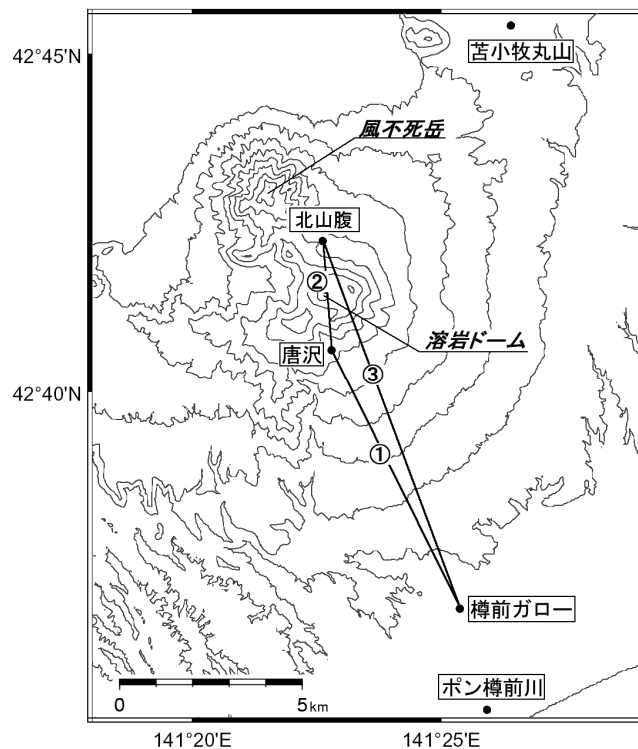 42°45'N
苫小牧丸山
風不死岳
北山腹
②
溶岩ドーム
唐沢
③
42°40'N
①
樽前ガロー
ポン樽前川
0
5
km
141°20'E
141°25'E